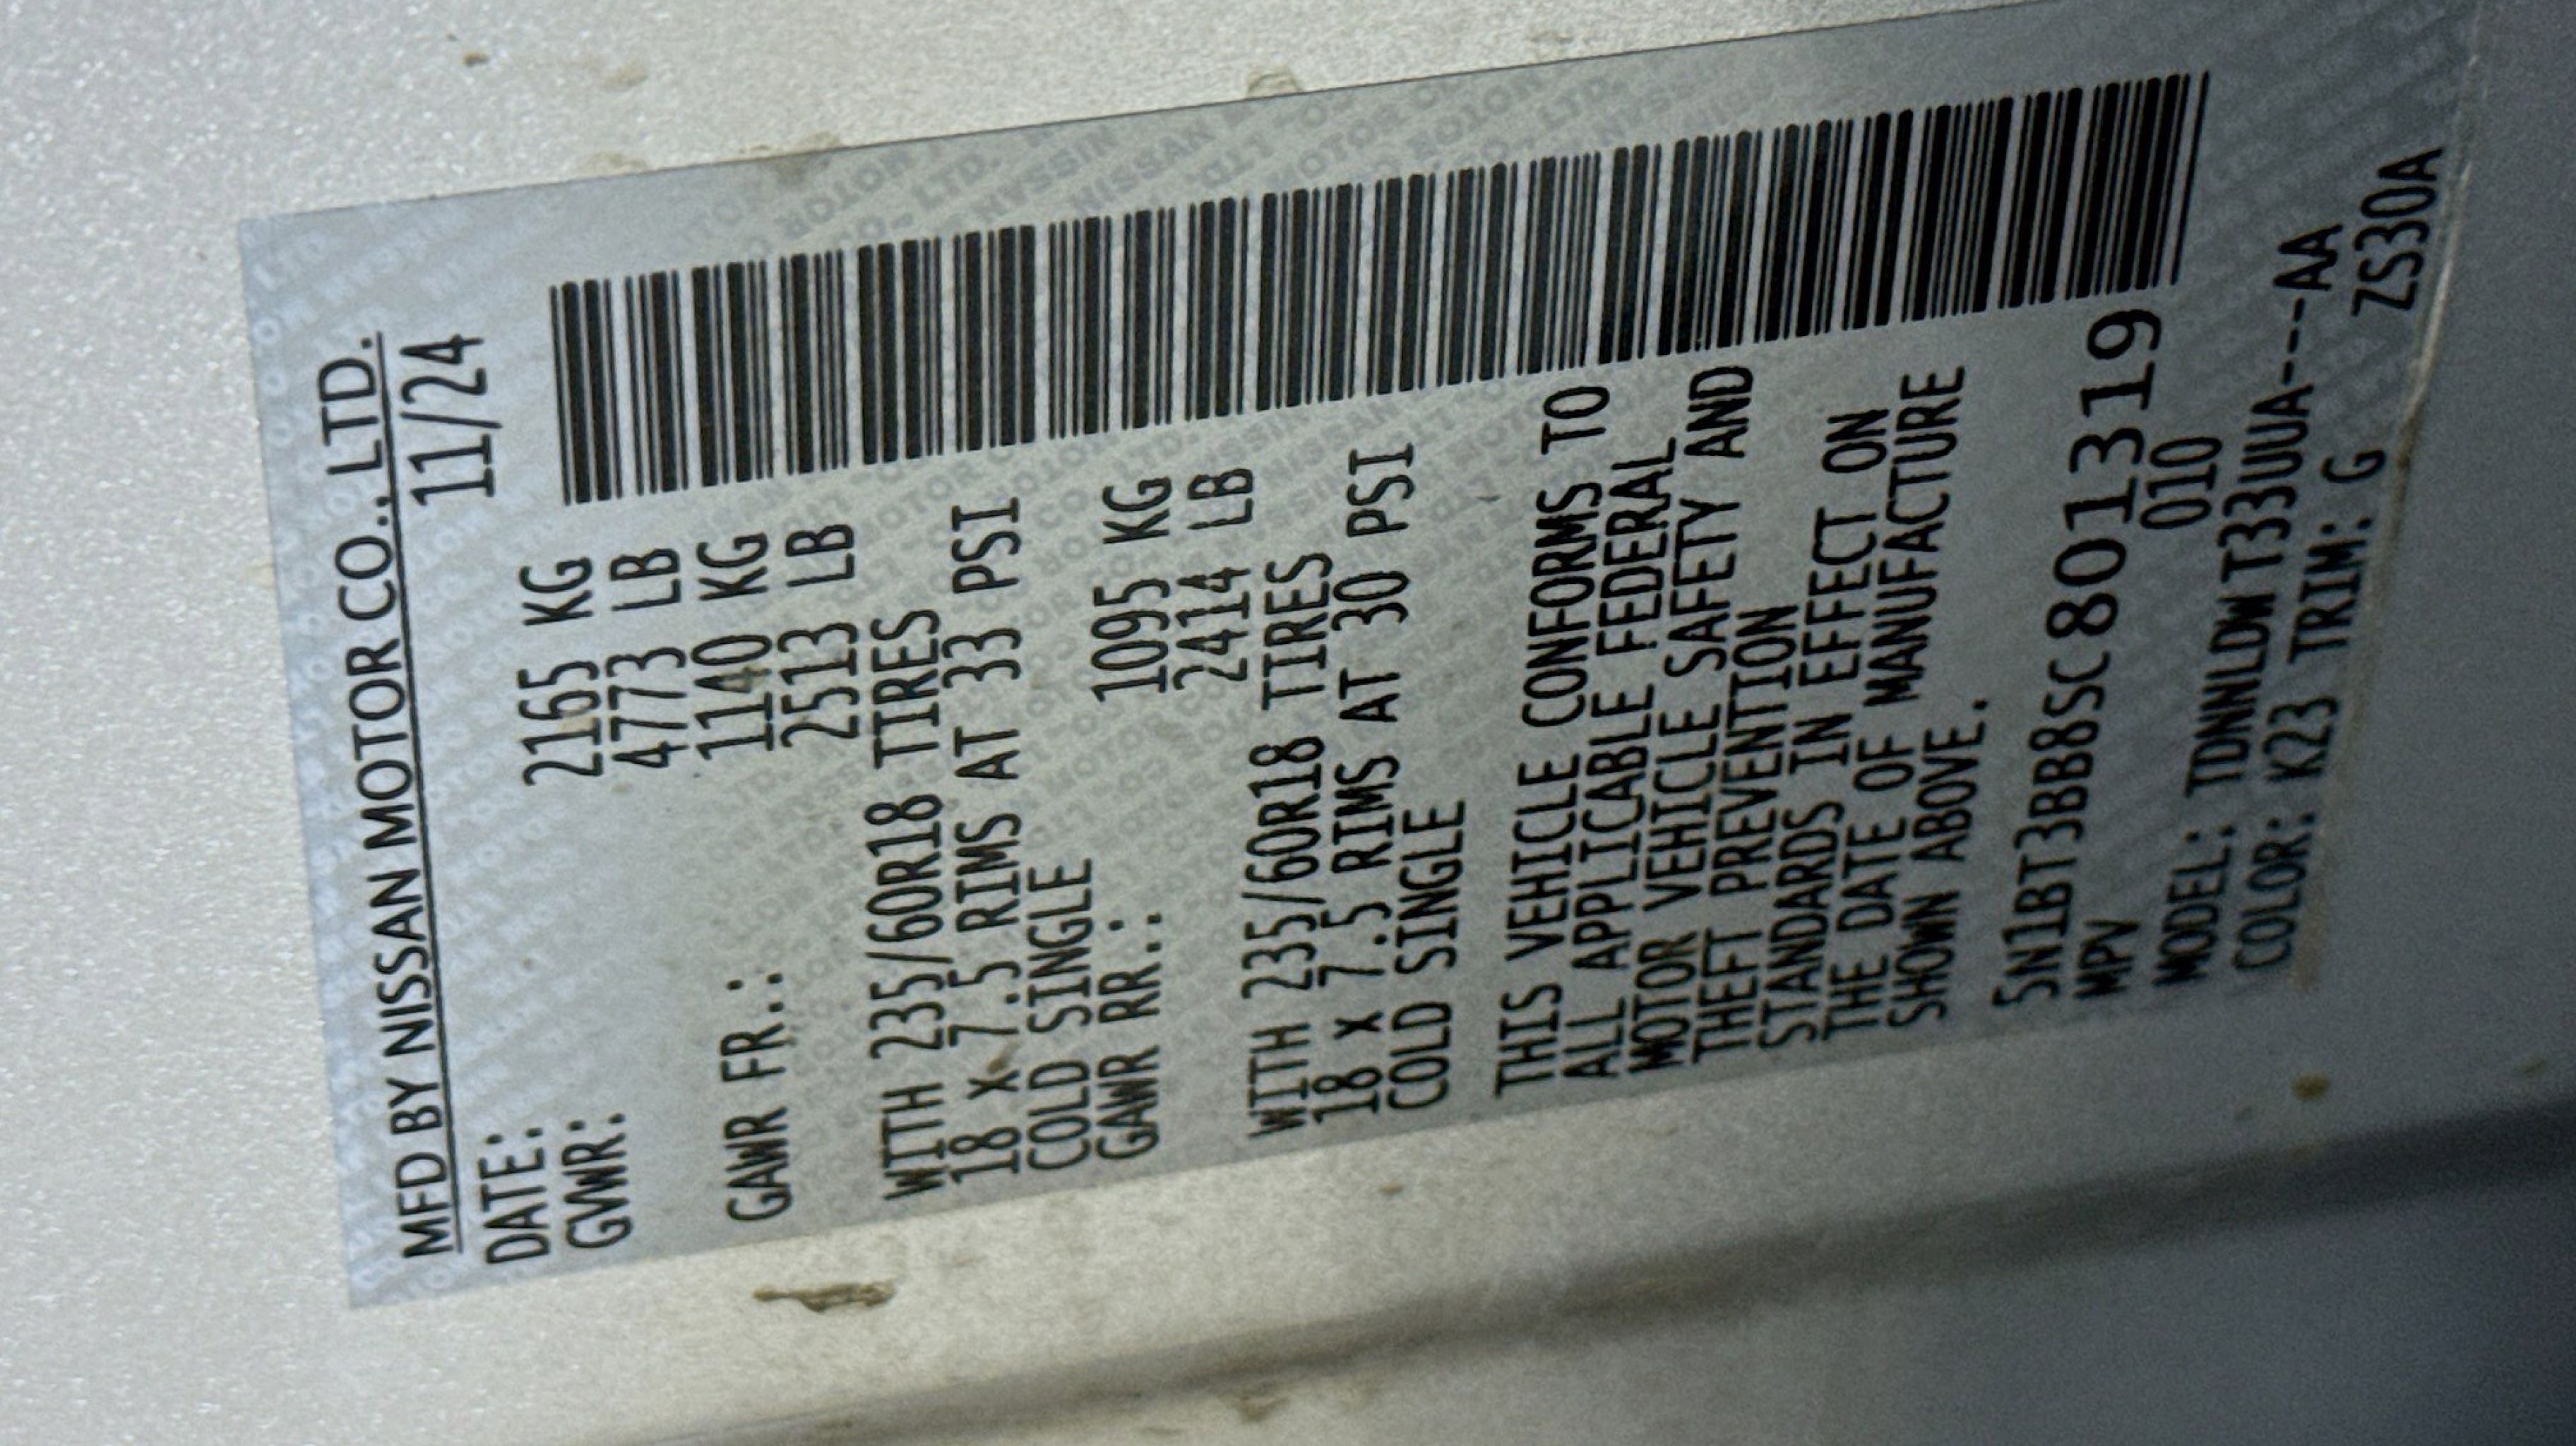 MFD BY NISSAN MOTOR CO., LTD.
DATE: 11/24
GVWR: 2165 KG
4773 LB
GAWR FR.: 1140 KG
2513 LB
WITH 235/60R18 TIRES
18 x 7.5 RIMS AT 33 PSI
COLD SINGLE
GAWR RR.: 1095 KG
2414 LB
WITH 235/60R18 TIRES
18 x 7.5 RIMS AT 30 PSI
COLD SINGLE
THIS VEHICLE CONFORMS TO
ALL APPLICABLE FEDERAL
MOTOR VEHICLE SAFETY AND
THEFT PREVENTION
STANDARDS IN EFFECT ON
THE DATE OF MANUFACTURE
SHOWN ABOVE.
5N1BT3BB8SC801319
MPV 010
MODEL: TDNNLDWT33UUA---AA
COLOR: K23 TRIM: G ZS30A